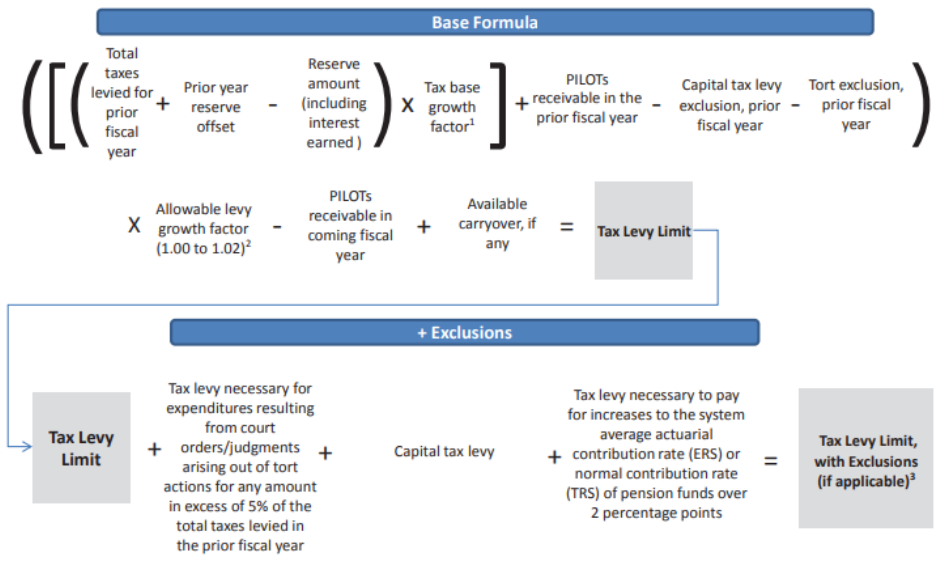 Base Formula
( [ (
Total
taxes
levied for
prior
fiscal
year
+
Prior year
reserve
offset
-
Reserve
amount
(including
interest
earned )
)
X
Tax base
growth
factor1
]
+
PILOTs
receivable in the
prior fiscal year
-
Capital tax levy
exclusion, prior
fiscal year
-
Tort exclusion,
prior fiscal
year
)
X
Allowable levy
growth factor
(1.00 to 1.02)2
-
PILOTs
receivable in
coming fiscal
year
+
Available
carryover, if
any
=
Tax Levy Limit
+ Exclusions
Tax Levy
Limit
+
Tax levy necessary for
expenditures resulting
from court
orders/judgments
arising out of tort
actions for any amount
in excess of 5% of the
total taxes levied in
the prior fiscal year
+
Capital tax levy
+
Tax levy necessary to pay
for increases to the system
average actuarial
contribution rate (ERS) or
normal contribution rate
(TRS) of pension funds over
2 percentage points
=
Tax Levy Limit,
with Exclusions
(if applicable)3